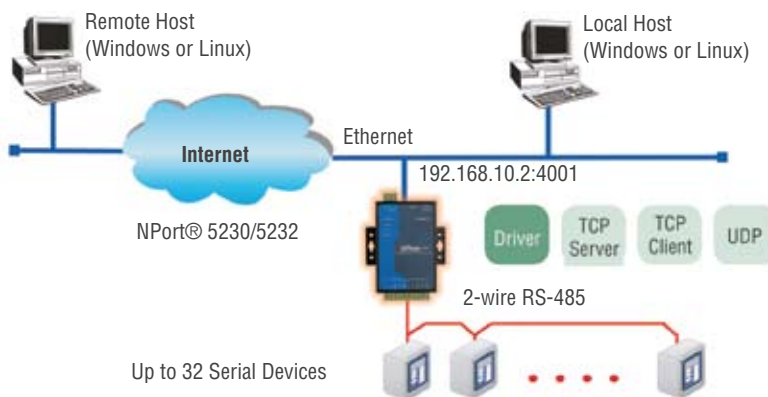 Remote Host
(Windows or Linux)
Local Host
(Windows or Linux)
Internet
Ethernet
192.168.10.2:4001
NPort® 5230/5232
Driver
TCP
Server
TCP
Client
UDP
2-wire RS-485
Up to 32 Serial Devices